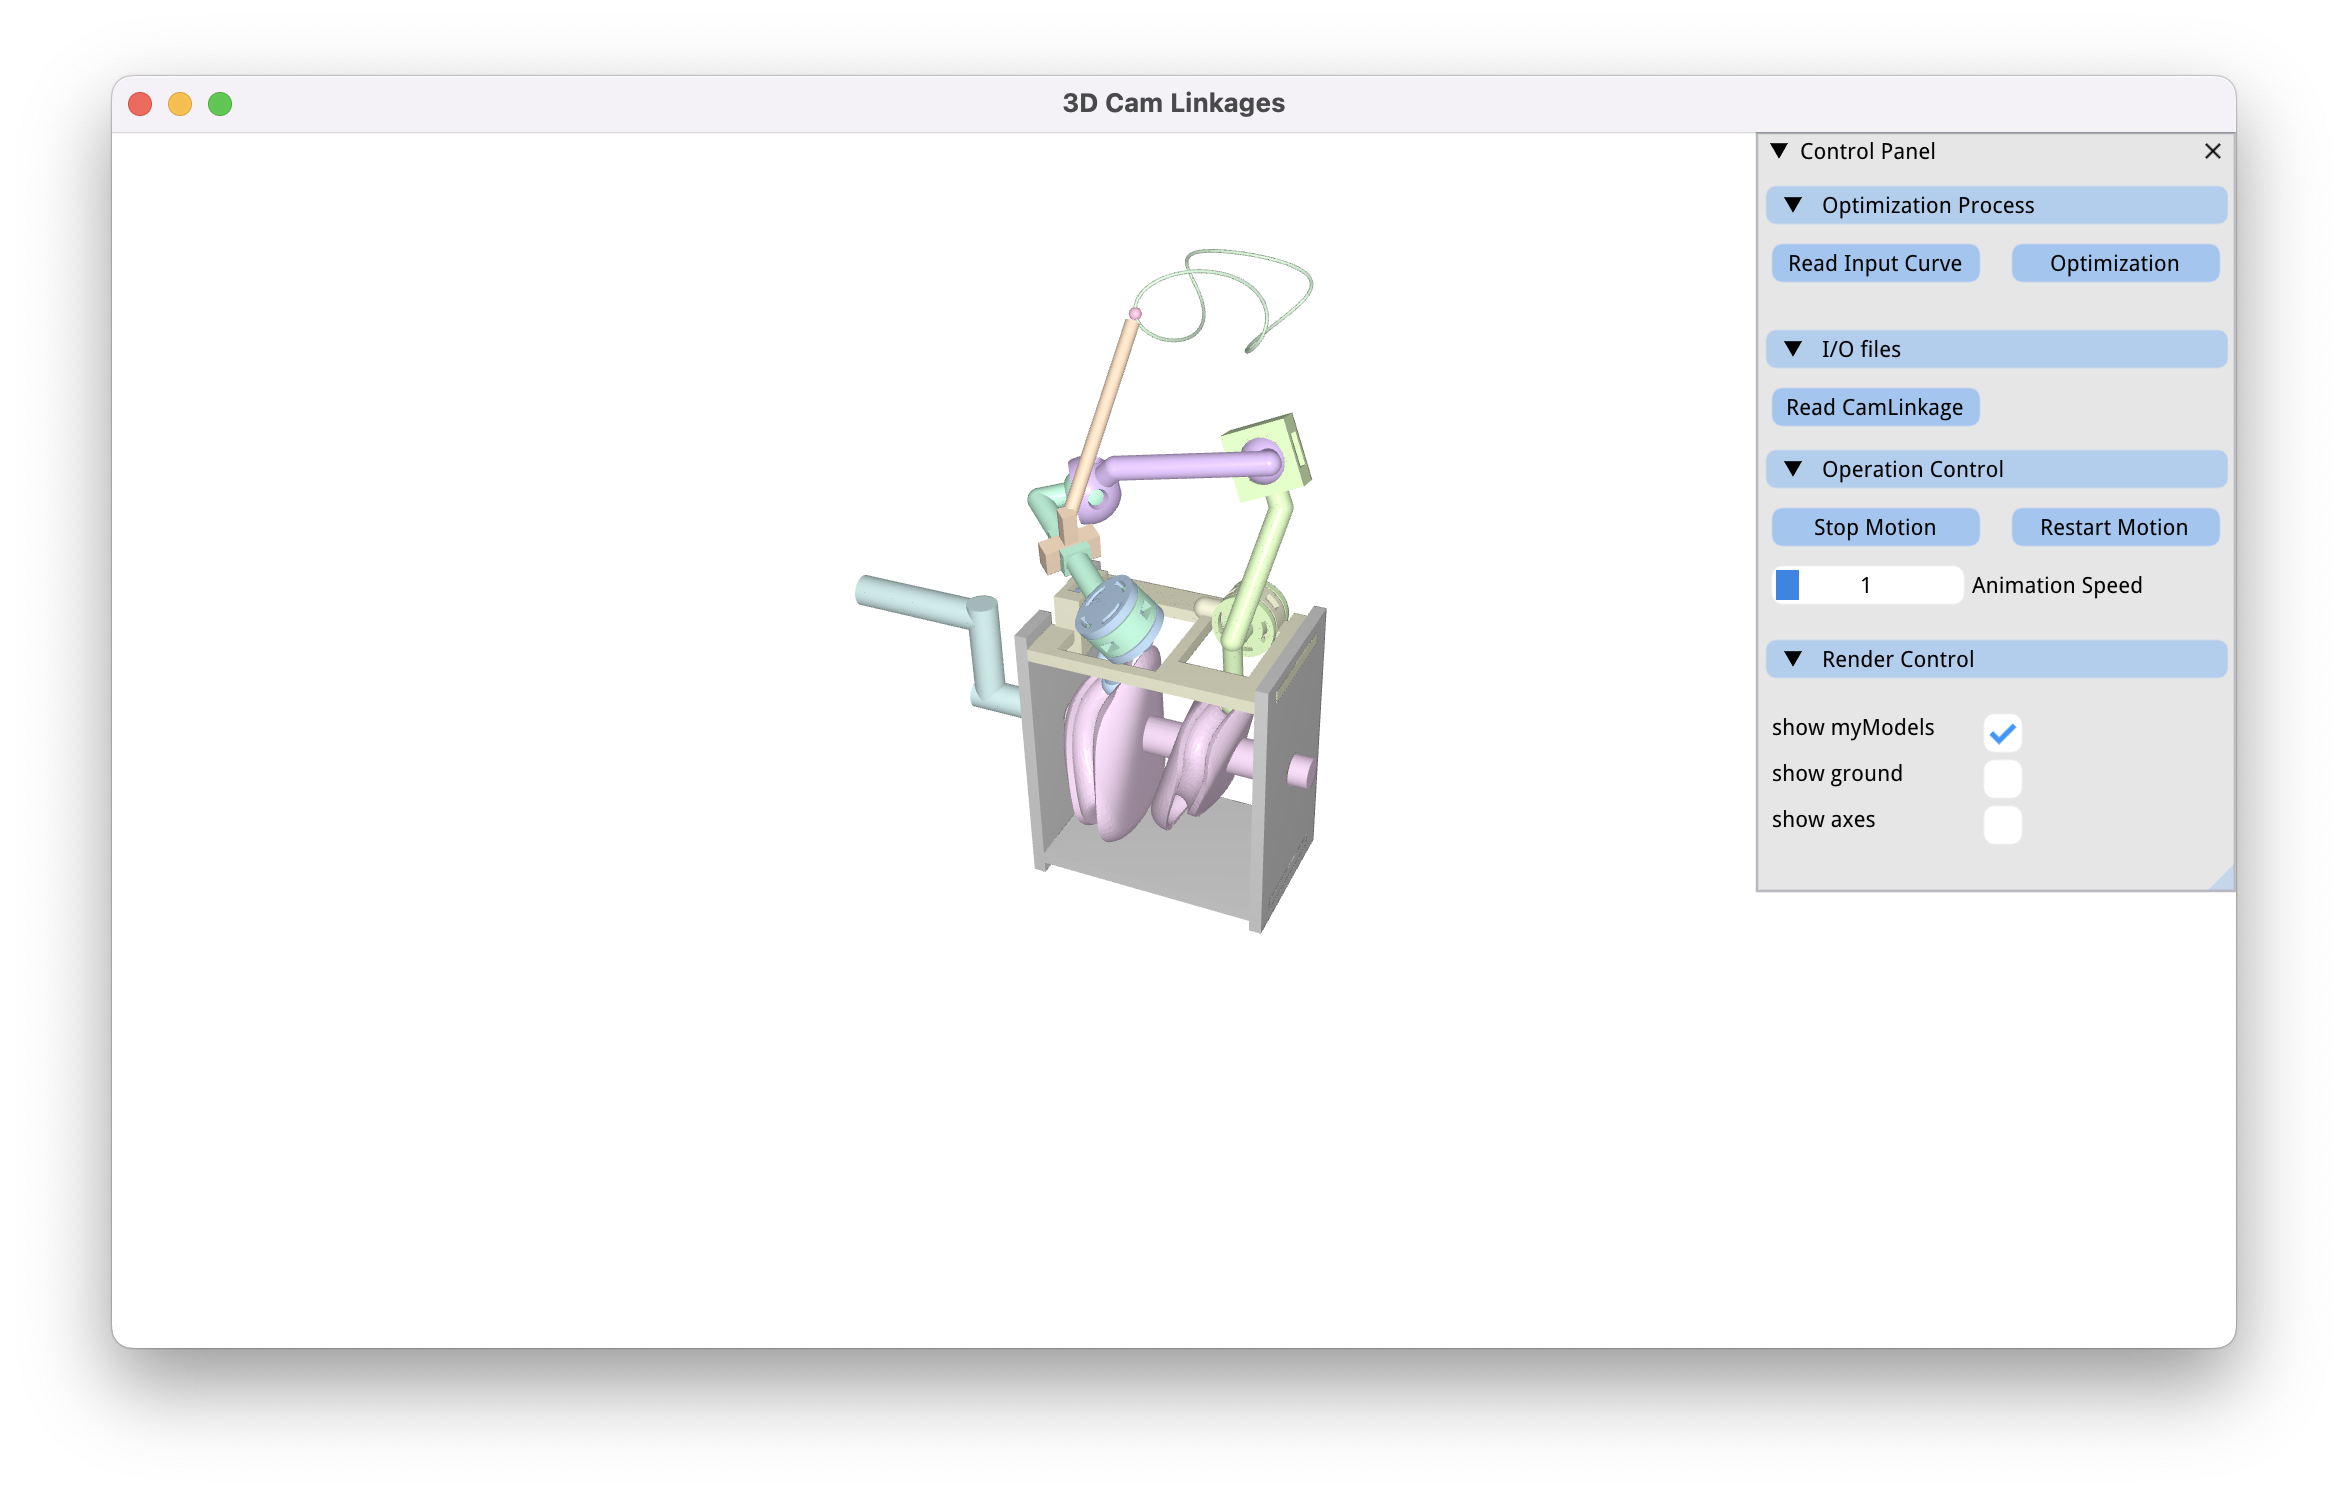 3D Cam Linkages
Control Panel
Optimization Process
Read Input Curve
Optimization
I/O files
Read CamLinkage
Operation Control
Stop Motion
Restart Motion
1
Animation Speed
Render Control
show myModels
show ground
show axes